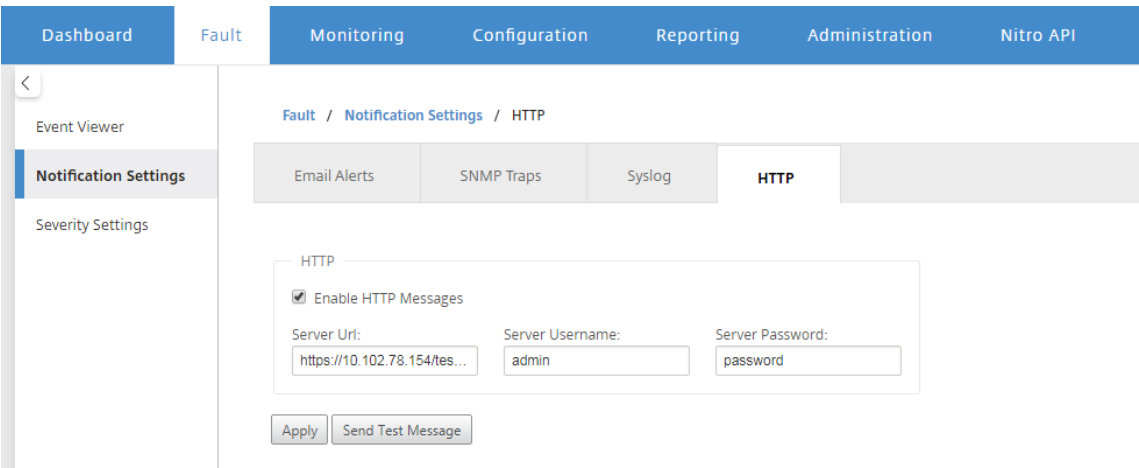 Dashboard Fault Monitoring Configuration Reporting Administration Nitro API
Event Viewer
Notification Settings
Severity Settings
Fault / Notification Settings / HTTP
Email Alerts SNMP Traps Syslog HTTP
HTTP
Enable HTTP Messages
Server Url: Server Username: Server Password:
https://10.102.78.154/tes... admin password
Apply Send Test Message